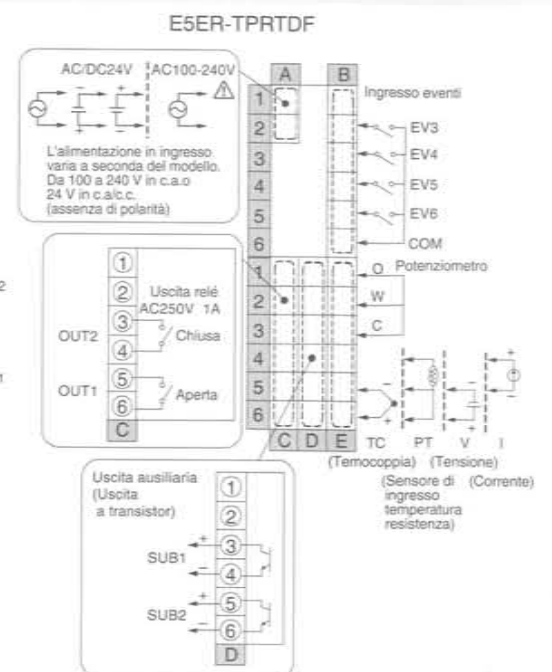 E5ER-TPRTDF
AC/DC24V
AC100-240V
- - +
+ + -
L'alimentazione in ingresso
varia a seconda del modello.
Da 100 a 240 V in c.a.o
24 V in c.a/c.c.
(assenza di polarità)
A B
1
2
3
4
5
6
Ingresso eventi
EV3
EV4
EV5
EV6
COM
1
2
3
4
5
6
C D E
O Potenziometro
W
C
2
1
1
2
Uscita relé
AC250V 1A
OUT2
3
4
Chiusa
OUT1
5
6
Aperta
C
- - +
+ + -
TC PT V I
(Temocoppia) (Tensione)
(Sensore di (Corrente)
ingresso
temperatura
resistenza)
Uscita ausiliaria
(Uscita
a transistor)
1
2
SUB1
+ 3
- 4
SUB2
+ 5
- 6
D